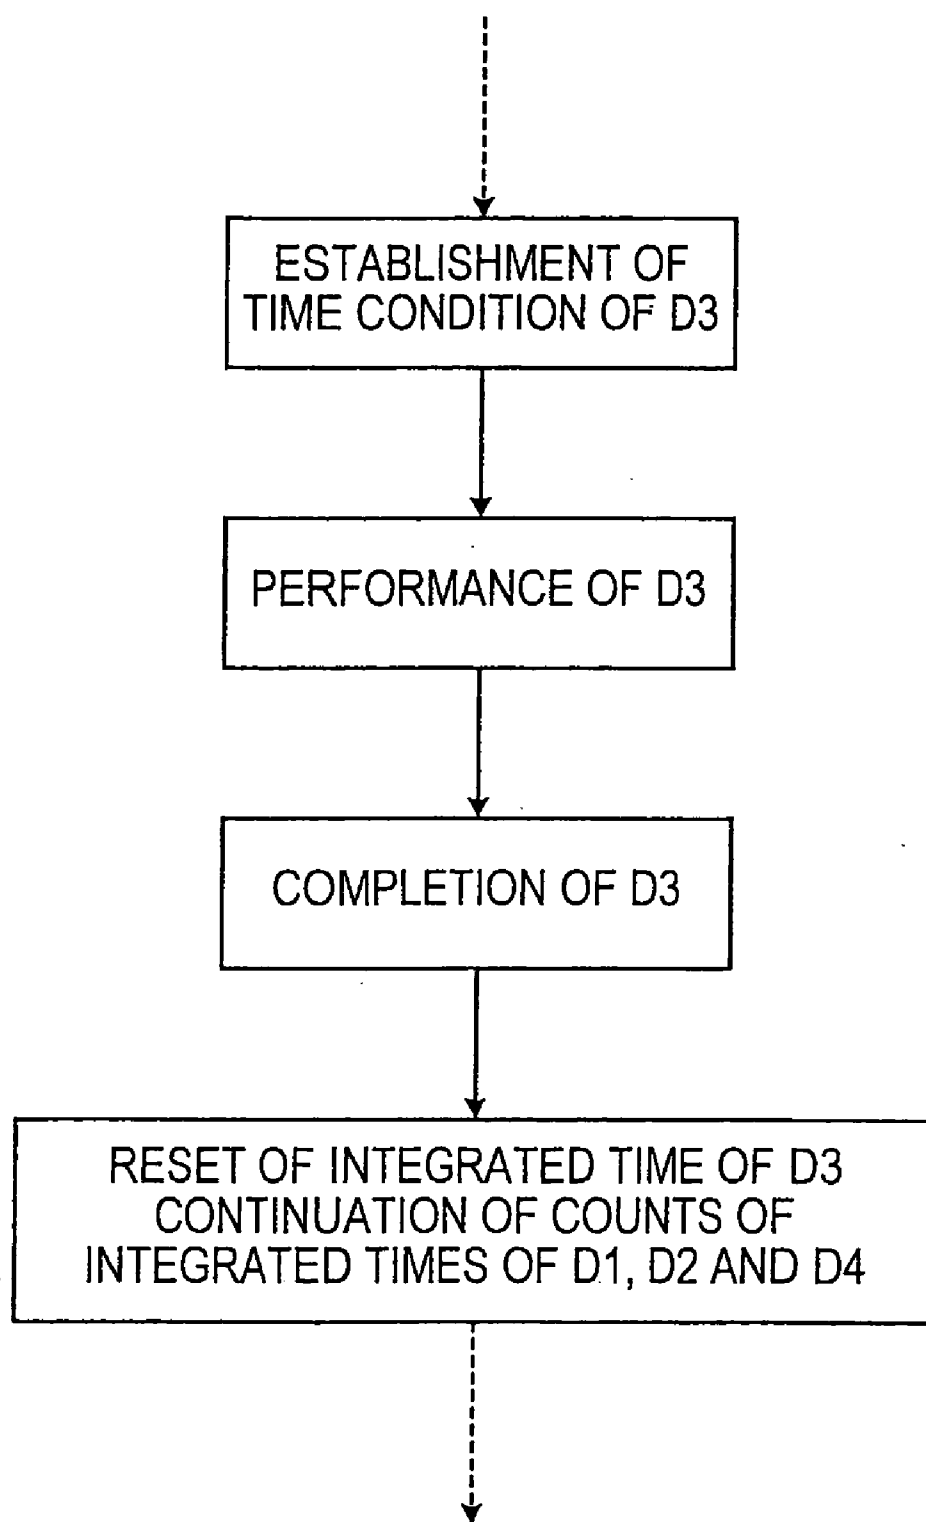 ESTABLISHMENT OF
TIME CONDITION OF D3
PERFORMANCE OF D3
COMPLETION OF D3
RESET OF INTEGRATED TIME OF D3
CONTINUATION OF COUNTS OF
INTEGRATED TIMES OF D1, D2 AND D4